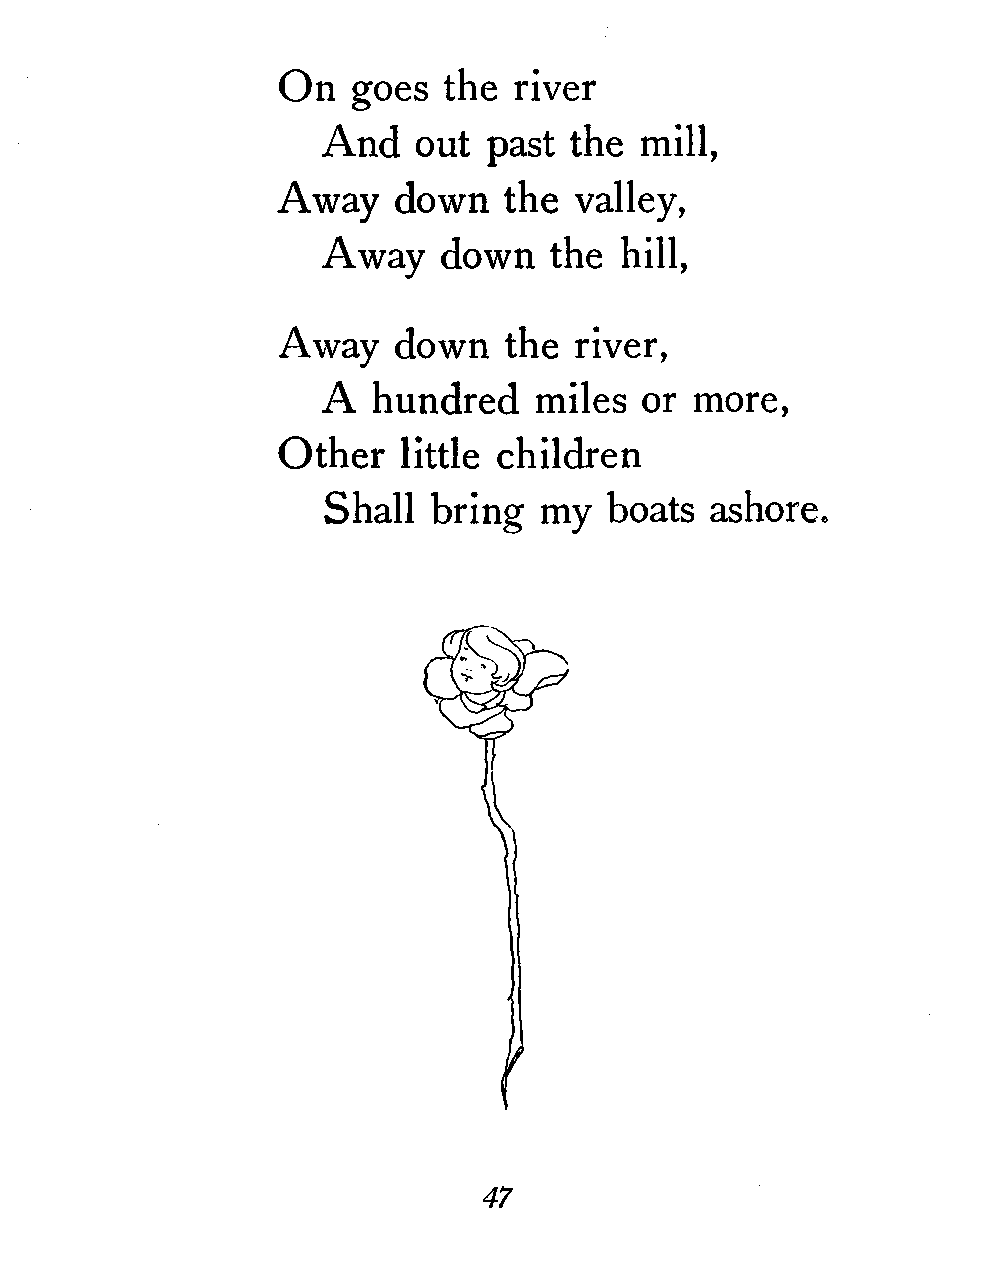 On goes the river
And out past the mill,
Away down the valley,
Away down the hill,
Away down the river,
A hundred miles or more,
Other little children
Shall bring my boats ashore.
47